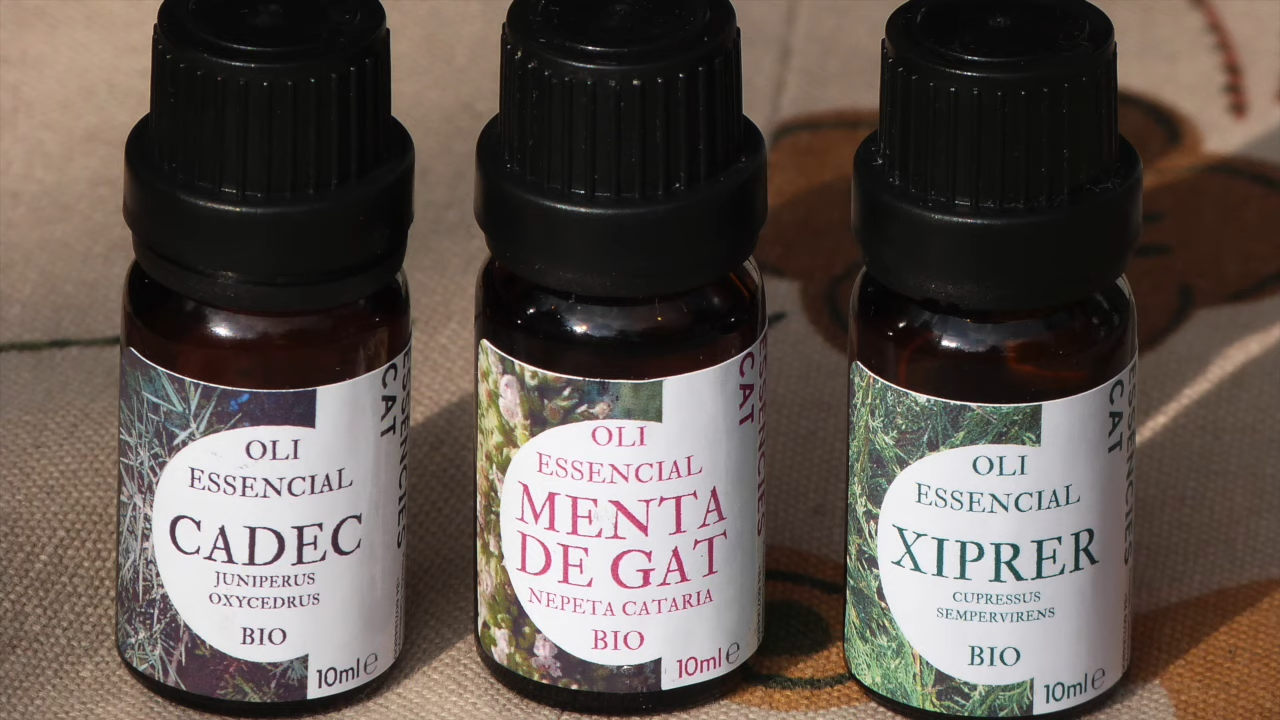 OLI
ESSENCIAL
CADEC
JUNIPERUS
OXYCEDRUS
BIO
10ml e
ESSENCIES
CAT
OLI
ESSENCIAL
MENTA
DE GAT
NEPETA CATARIA
BIO
10ml e
ESSENCIES
CAT
OLI
ESSENCIAL
XIPRER
CUPRESSUS
SEMPERVIRENS
BIO
10ml e
ESSENCIES
CAT